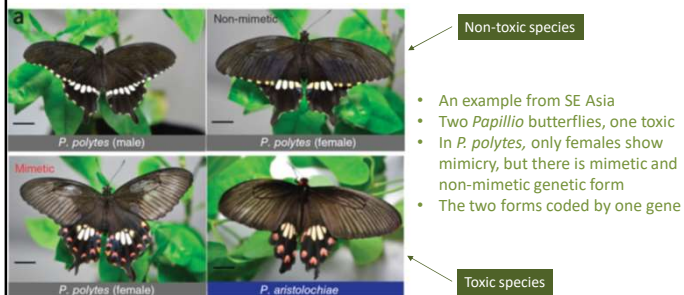 a
Non-mimetic
P. polytes (male)
P. polytes (female)
Mimetic
P. polytes (female)
P. aristolochiae
Non-toxic species
• An example from SE Asia
• Two Papillio butterflies, one toxic
• In P. polytes, only females show
mimicry, but there is mimetic and
non-mimetic genetic form
• The two forms coded by one gene
Toxic species